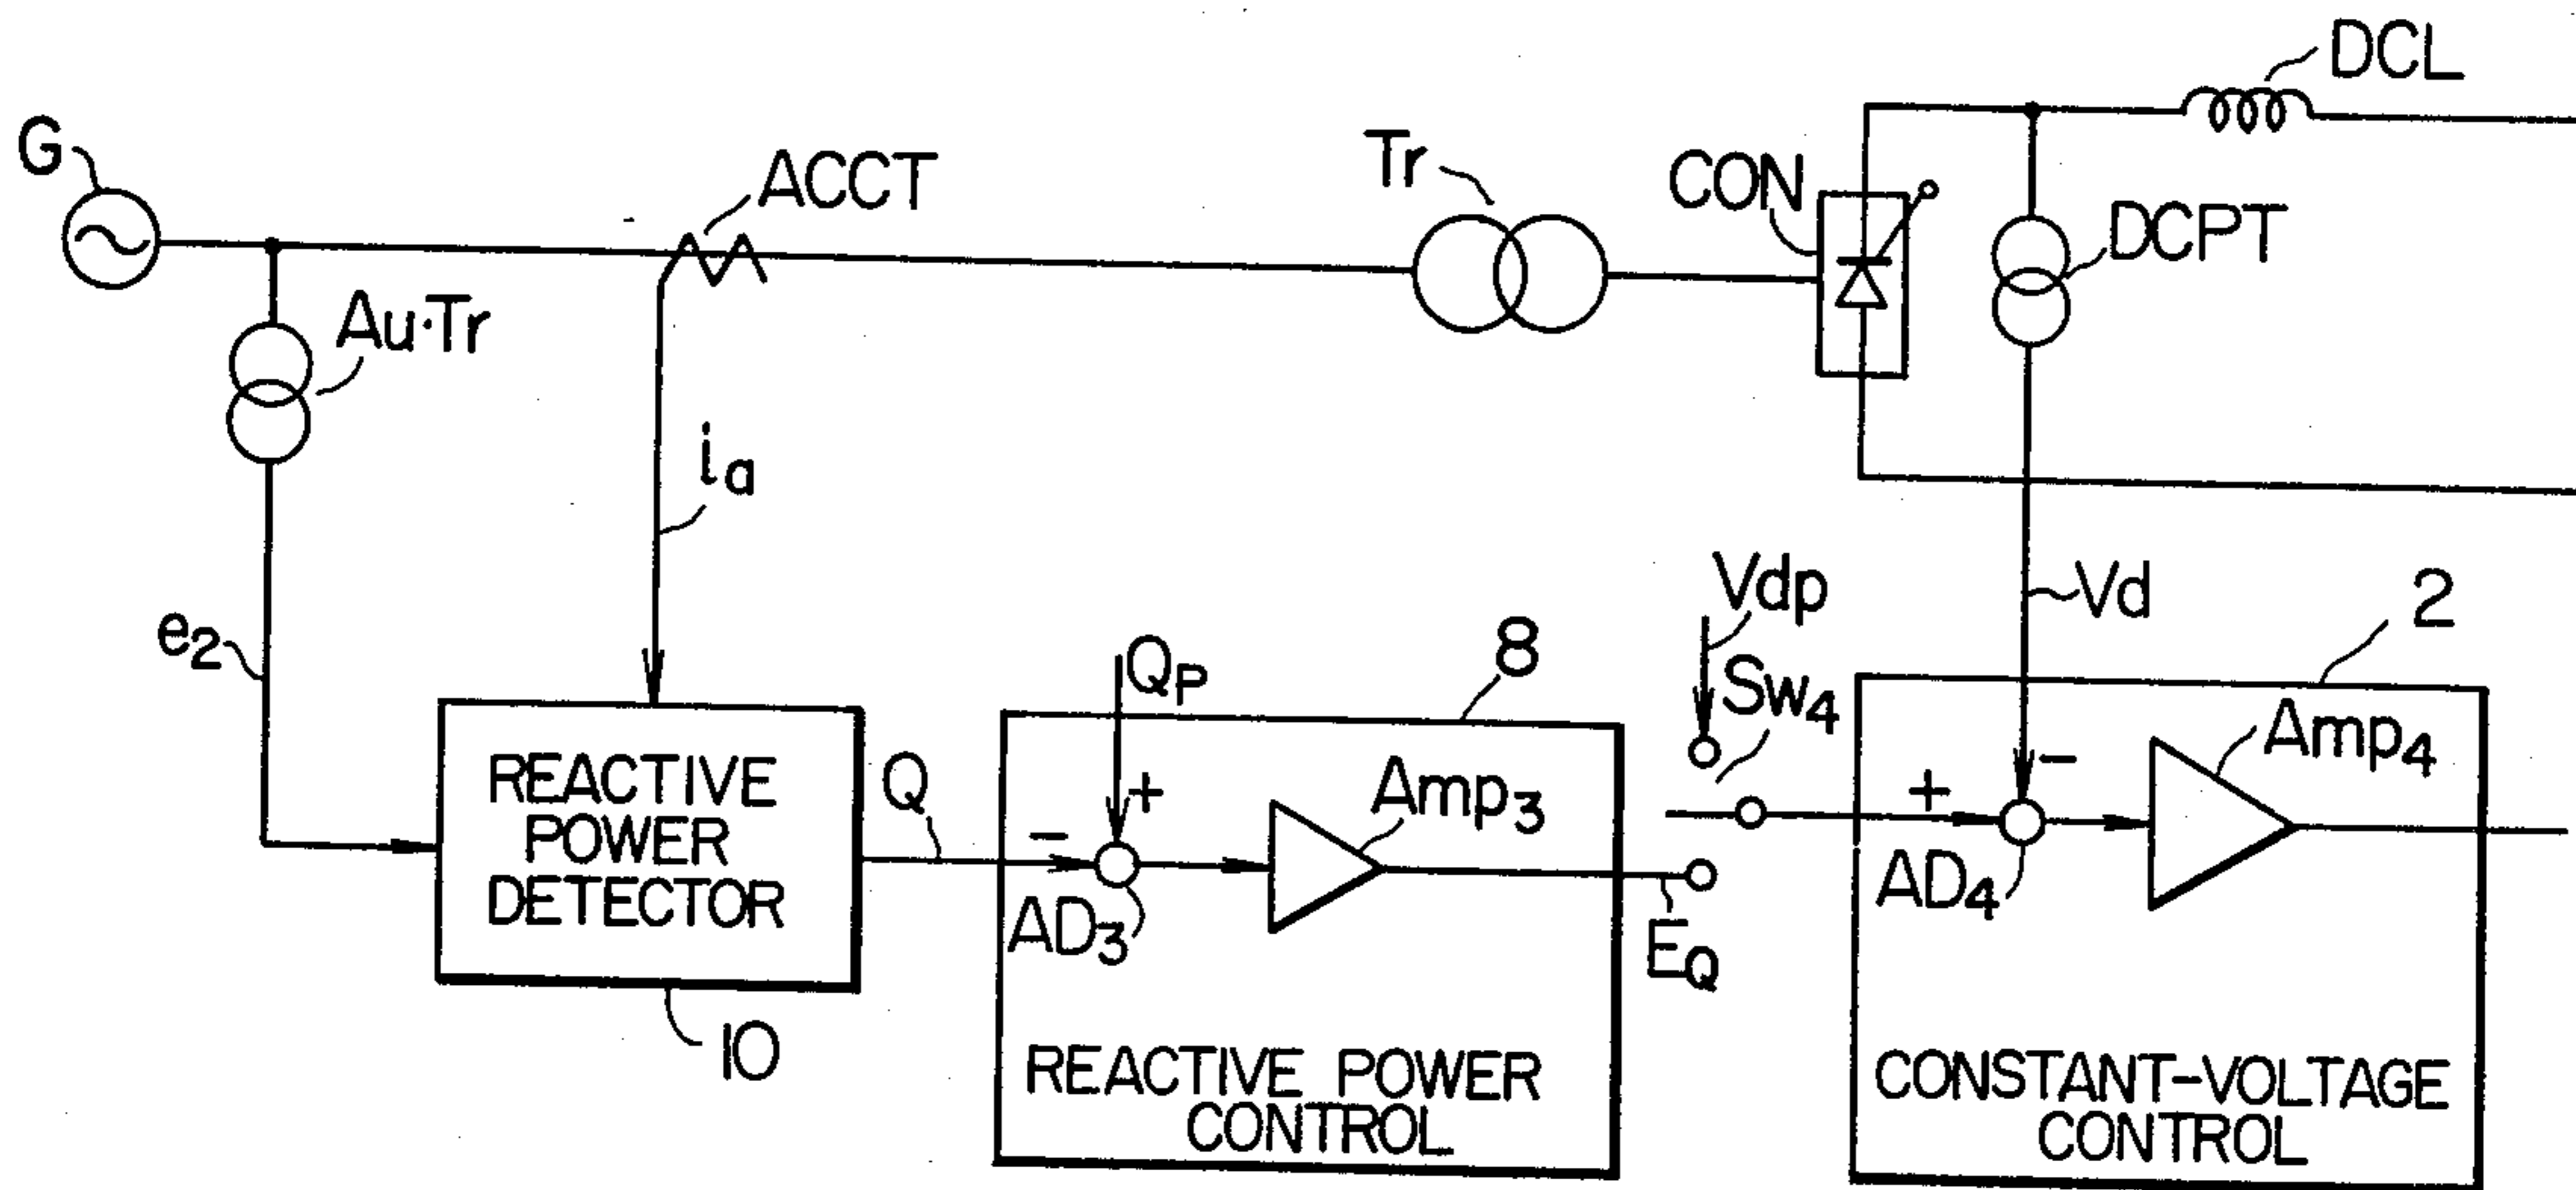 DCL
G
ACCT
Tr
CON
DCPT
Au·Tr
ia
Vdp
Vd
2
e2
QP
8
Sw4
Amp4
REACTIVE
POWER
DETECTOR
Q
-
+
Amp3
AD3
EQ
+
-
AD4
10
REACTIVE POWER
CONTROL
CONSTANT-VOLTAGE
CONTROL